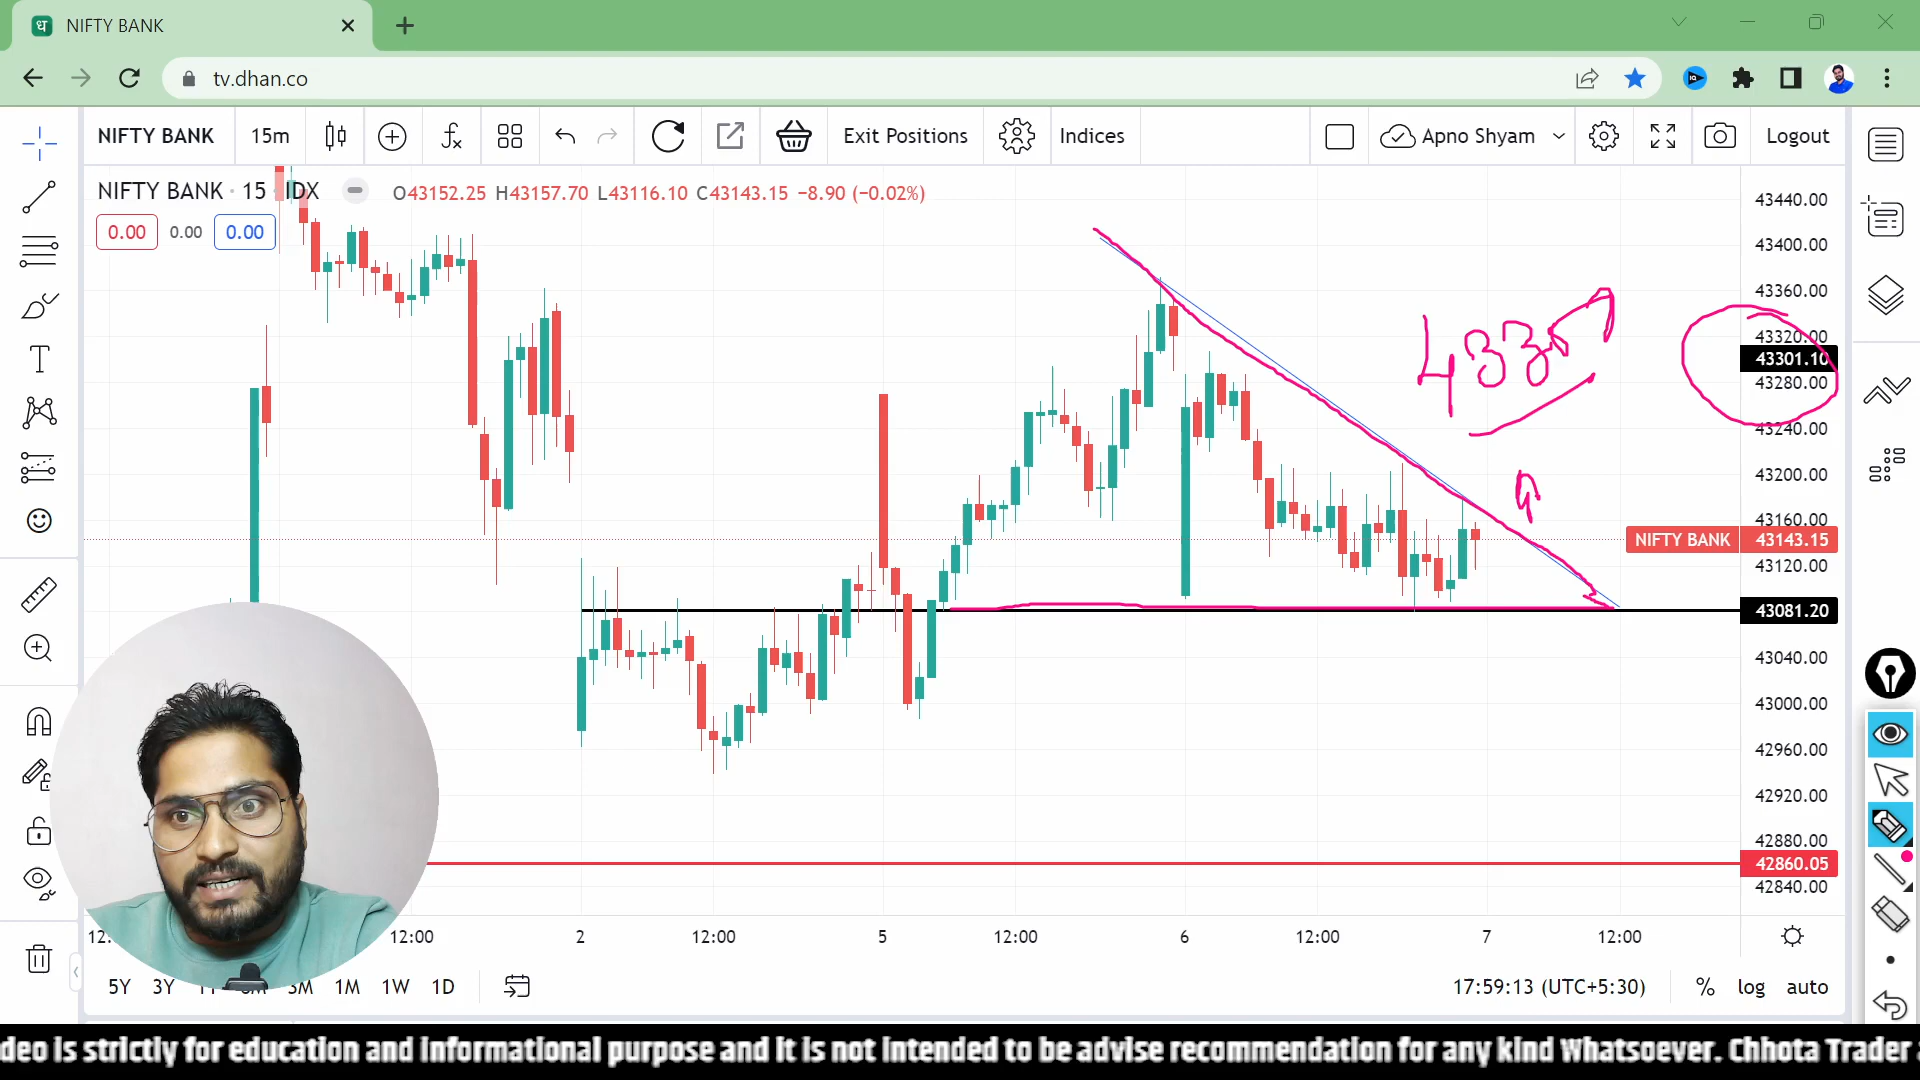 ध NIFTY BANK
tv.dhan.co
NIFTY BANK 15m Exit Positions Indices Apno Shyam Logout
NIFTY BANK · 15 · IDX O43152.25 H43157.70 L43116.10 C43143.15 −8.90 (−0.02%)
0.00 0.00 0.00
43440.00
43400.00
43360.00
43320.00
43301.10
43280.00
43240.00
43200.00
43160.00
NIFTY BANK 43143.15
43120.00
43081.20
43040.00
43000.00
42960.00
42920.00
42880.00
42860.05
42840.00
12:00 2 12:00 5 12:00 6 12:00 7 12:00
5Y 3Y 3M 1M 1W 1D 17:59:13 (UTC+5:30) % log auto
deo is strictly for education and informational purpose and it is not intended to be advise recommendation for any kind Whatsoever. Chhota Trader